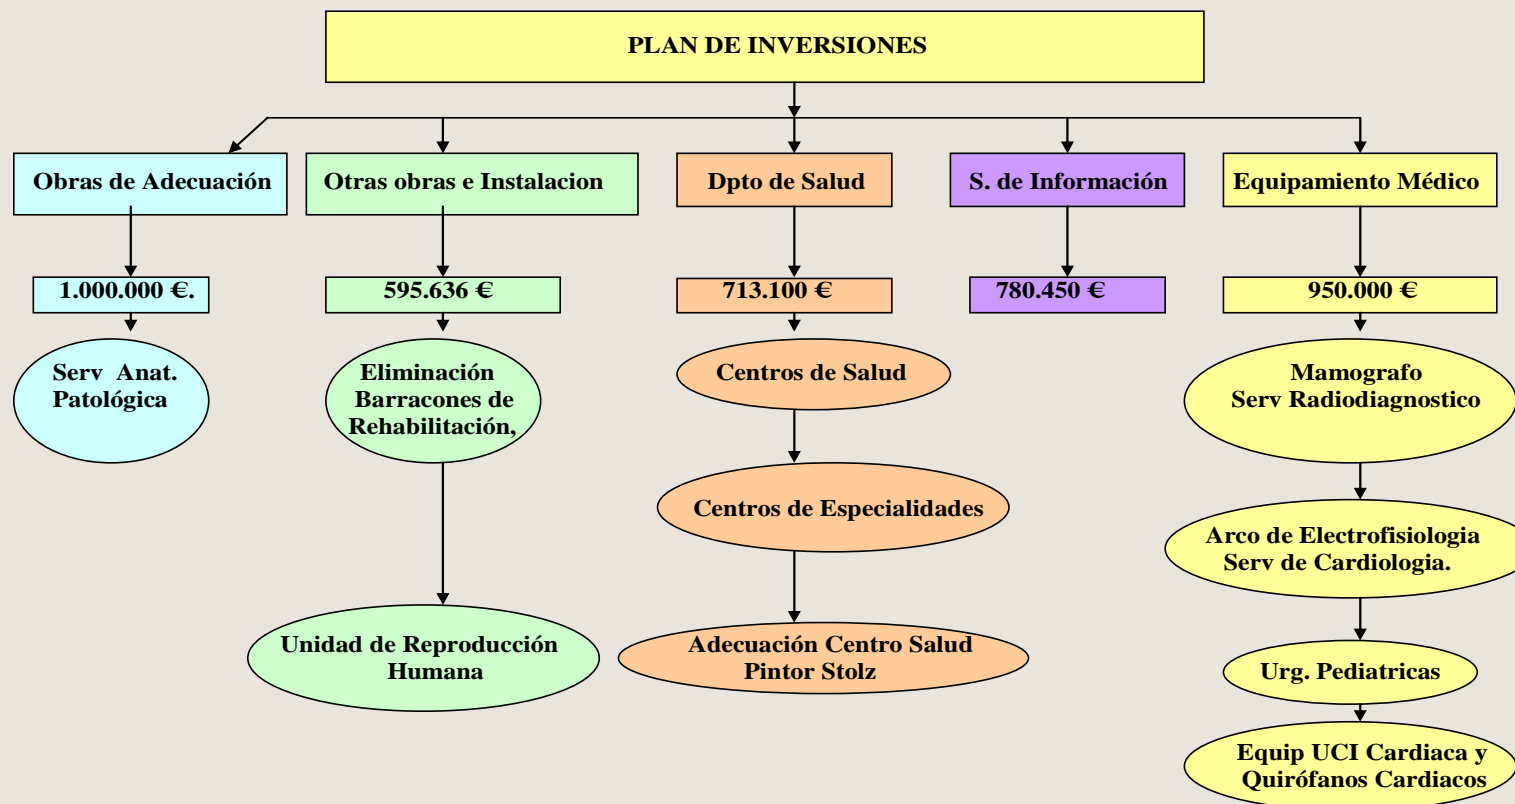 PLAN DE INVERSIONES
Obras de Adecuación
Otras obras e Instalacion
Dpto de Salud
S. de Información
Equipamiento Médico
1.000.000 €.
595.636 €
713.100 €
780.450 €
950.000 €
Serv Anat.
Patológica
Eliminación
Barracones de
Rehabilitación,
Centros de Salud
Mamografo
Serv Radiodiagnostico
Centros de Especialidades
Arco de Electrofisiologia
Serv de Cardiologia.
Unidad de Reproducción
Humana
Adecuación Centro Salud
Pintor Stolz
Urg. Pediatricas
Equip UCI Cardiaca y
Quirófanos Cardiacos